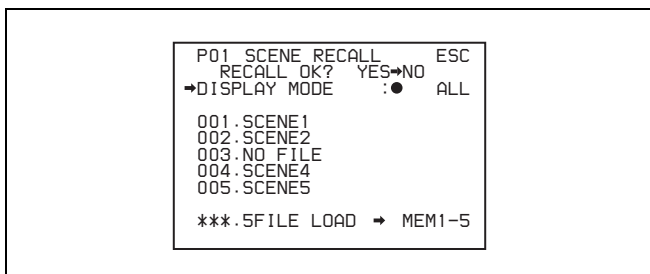 P01 SCENE RECALL ESC
RECALL OK? YES➡NO
➡DISPLAY MODE :● ALL
001.SCENE1
002.SCENE2
003.NO FILE
004.SCENE4
005.SCENE5
***.5FILE LOAD ➡ MEM1-5